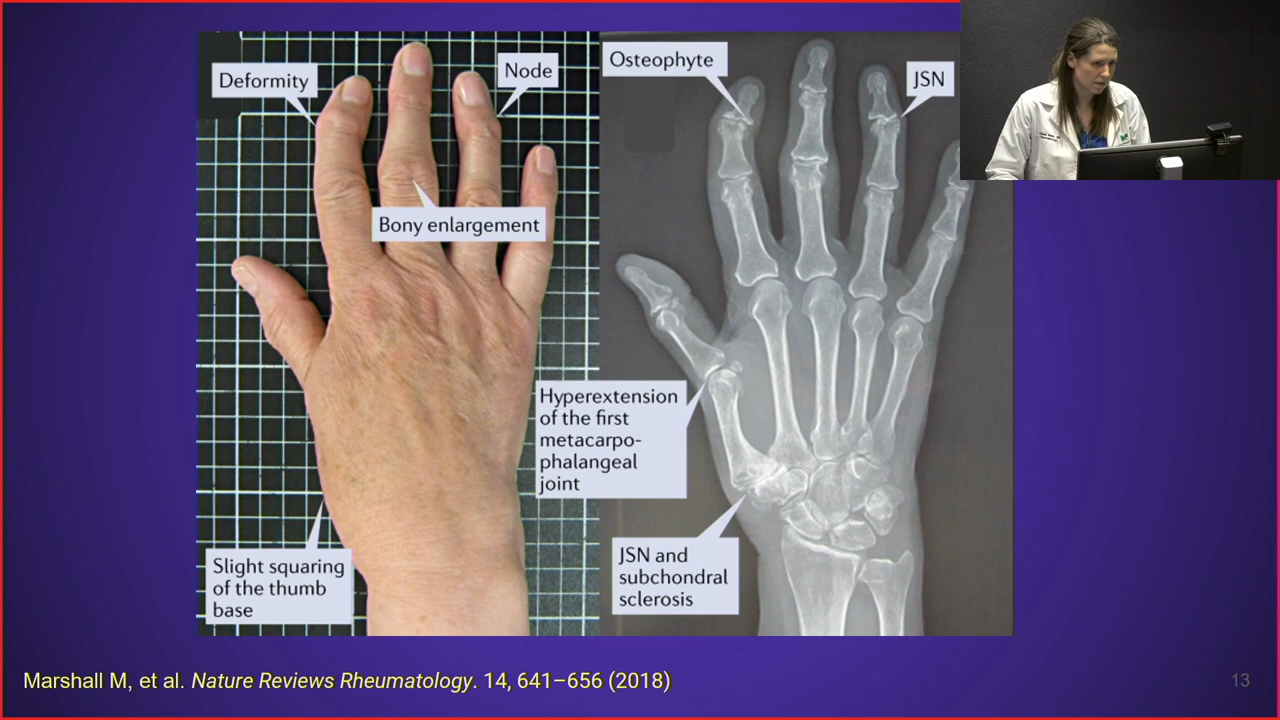 Deformity
Node
Bony enlargement
Slight squaring
of the thumb
base
Osteophyte
JSN
Hyperextension
of the first
metacarpo-
phalangeal
joint
JSN and
subchondral
sclerosis
Marshall M, et al. Nature Reviews Rheumatology. 14, 641–656 (2018)
13